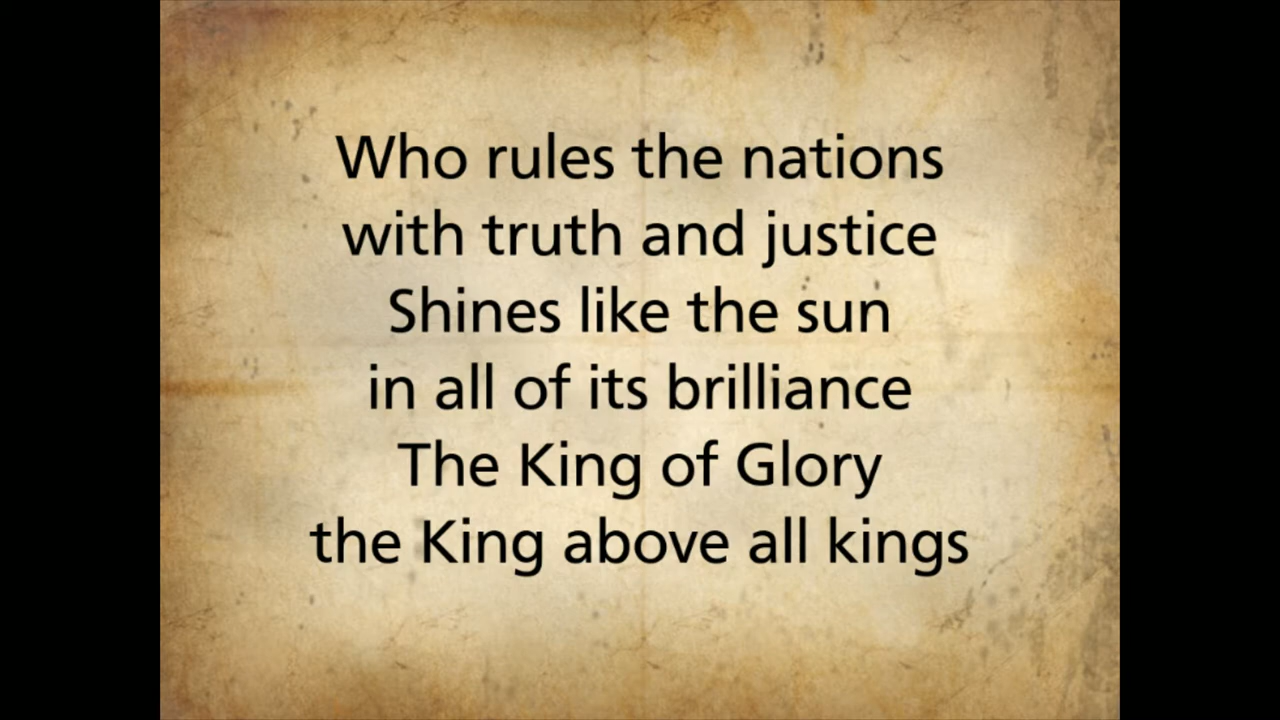 Who rules the nations
with truth and justice
Shines like the sun
in all of its brilliance
The King of Glory
the King above all kings